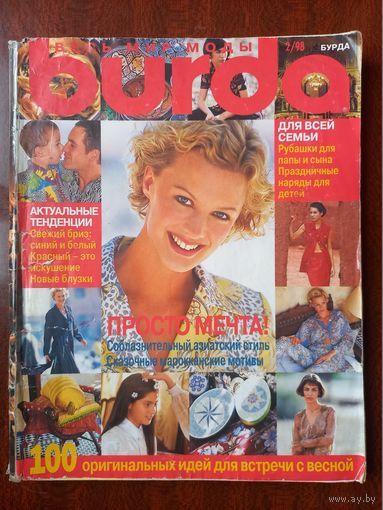 ВЕСЬ МИР МОДЫ
2/98 БУРДА
burda
ДЛЯ ВСЕЙ
СЕМЬИ
Рубашки для
папы и сына
Праздничные
наряды для
детей
АКТУАЛЬНЫЕ
ТЕНДЕНЦИИ
Свежий бриз:
синий и белый
Красный – это
искушение
Новые блузки
ПРОСТО МЕЧТА!
Соблазнительный азиатский стиль
Сказочные марокканские мотивы
100 оригинальных идей для встречи с весной
www.ay.by